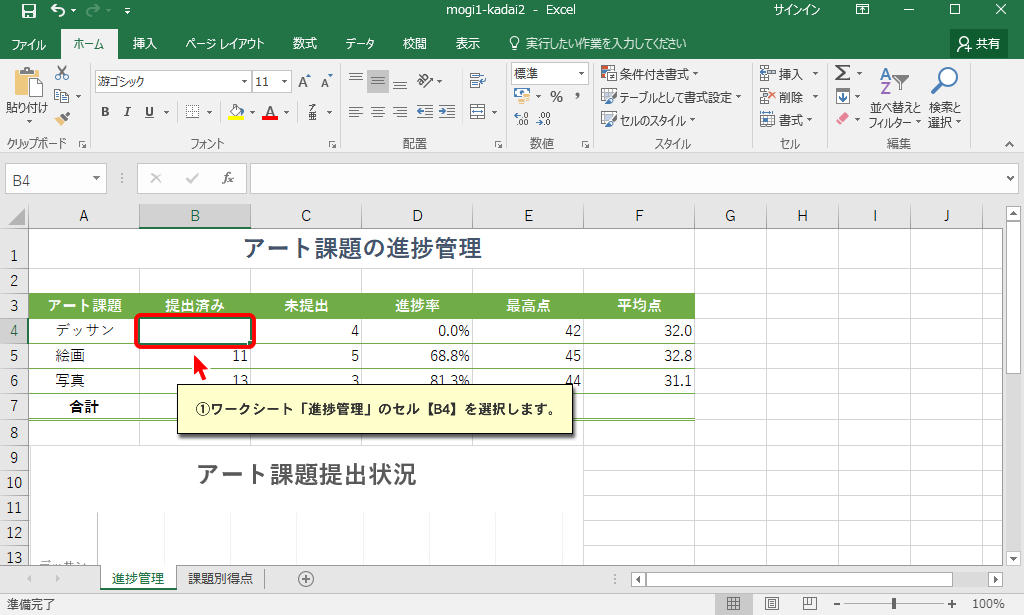 mogi1-kadai2 - Excel
サインイン
ファイル ホーム 挿入 ページ レイアウト 数式 データ 校閲 表示 実行したい作業を入力してください 共有
貼り付け
クリップボード
游ゴシック 11
B I U
フォント
配置
標準
% ,
数値
条件付き書式
テーブルとして書式設定
セルのスタイル
スタイル
挿入
削除
書式
セル
並べ替えと
フィルター
検索と
選択
編集
B4
fx
A B C D E F G H I J
1 アート課題の進捗管理
2
3 アート課題 提出済み 未提出 進捗率 最高点 平均点
4 デッサン 4 0.0% 42 32.0
5 絵画 11 5 68.8% 45 32.8
6 写真 13 3 81.3% 44 31.1
7 合計
①ワークシート「進捗管理」のセル【B4】を選択します。
8
9
アート課題提出状況
10
11
12
13
デッサン
進捗管理 課題別得点
準備完了
100%